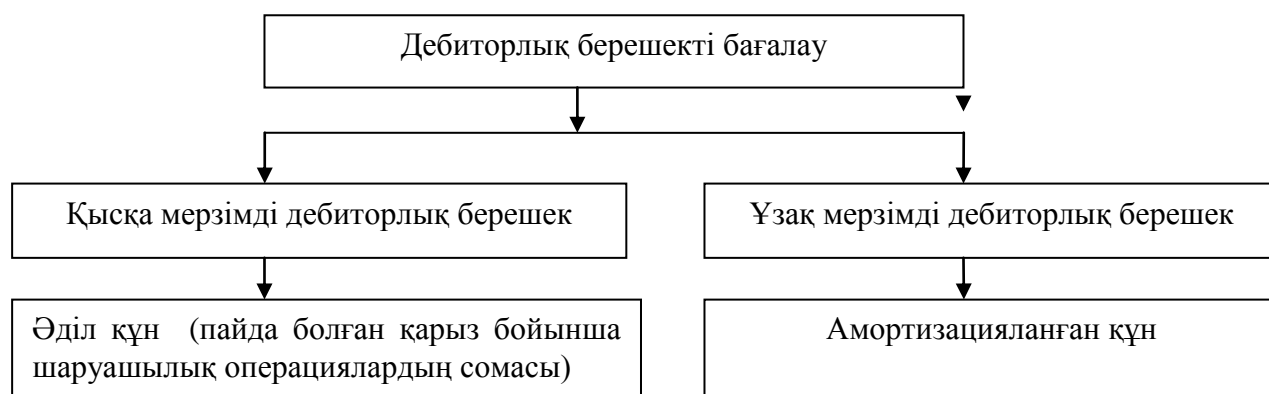 Дебиторлық берешекті бағалау
Қысқа мерзімді дебиторлық берешек
Ұзақ мерзімді дебиторлық берешек
Әділ құн (пайда болған қарыз бойынша
шаруашылық операциялардың сомасы)
Амортизацияланған құн